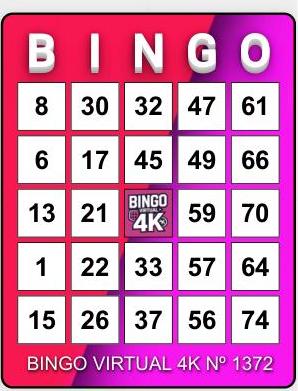 B I N G O
8 30 32 47 61
6 17 45 49 66
13 21 BINGO VIRTUAL 4K 59 70
1 22 33 57 64
15 26 37 56 74
BINGO VIRTUAL 4K Nº 1372